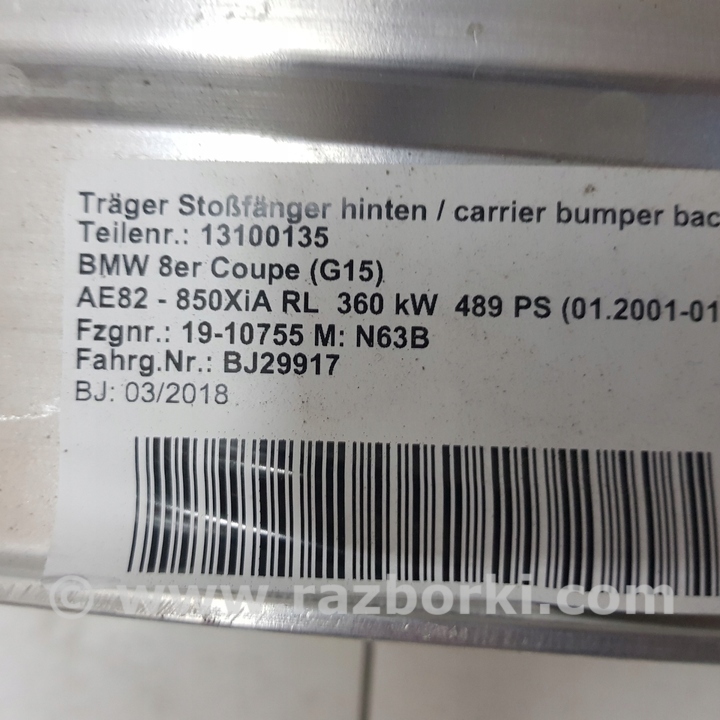 Träger Stoßfänger hinten / carrier bumper bac
Teilenr.: 13100135
BMW 8er Coupe (G15)
AE82 - 850XiA RL 360 kW 489 PS (01.2001-01
Fzgnr.: 19-10755 M: N63B
Fahrg.Nr.: BJ29917
BJ: 03/2018
© www.razborki.com